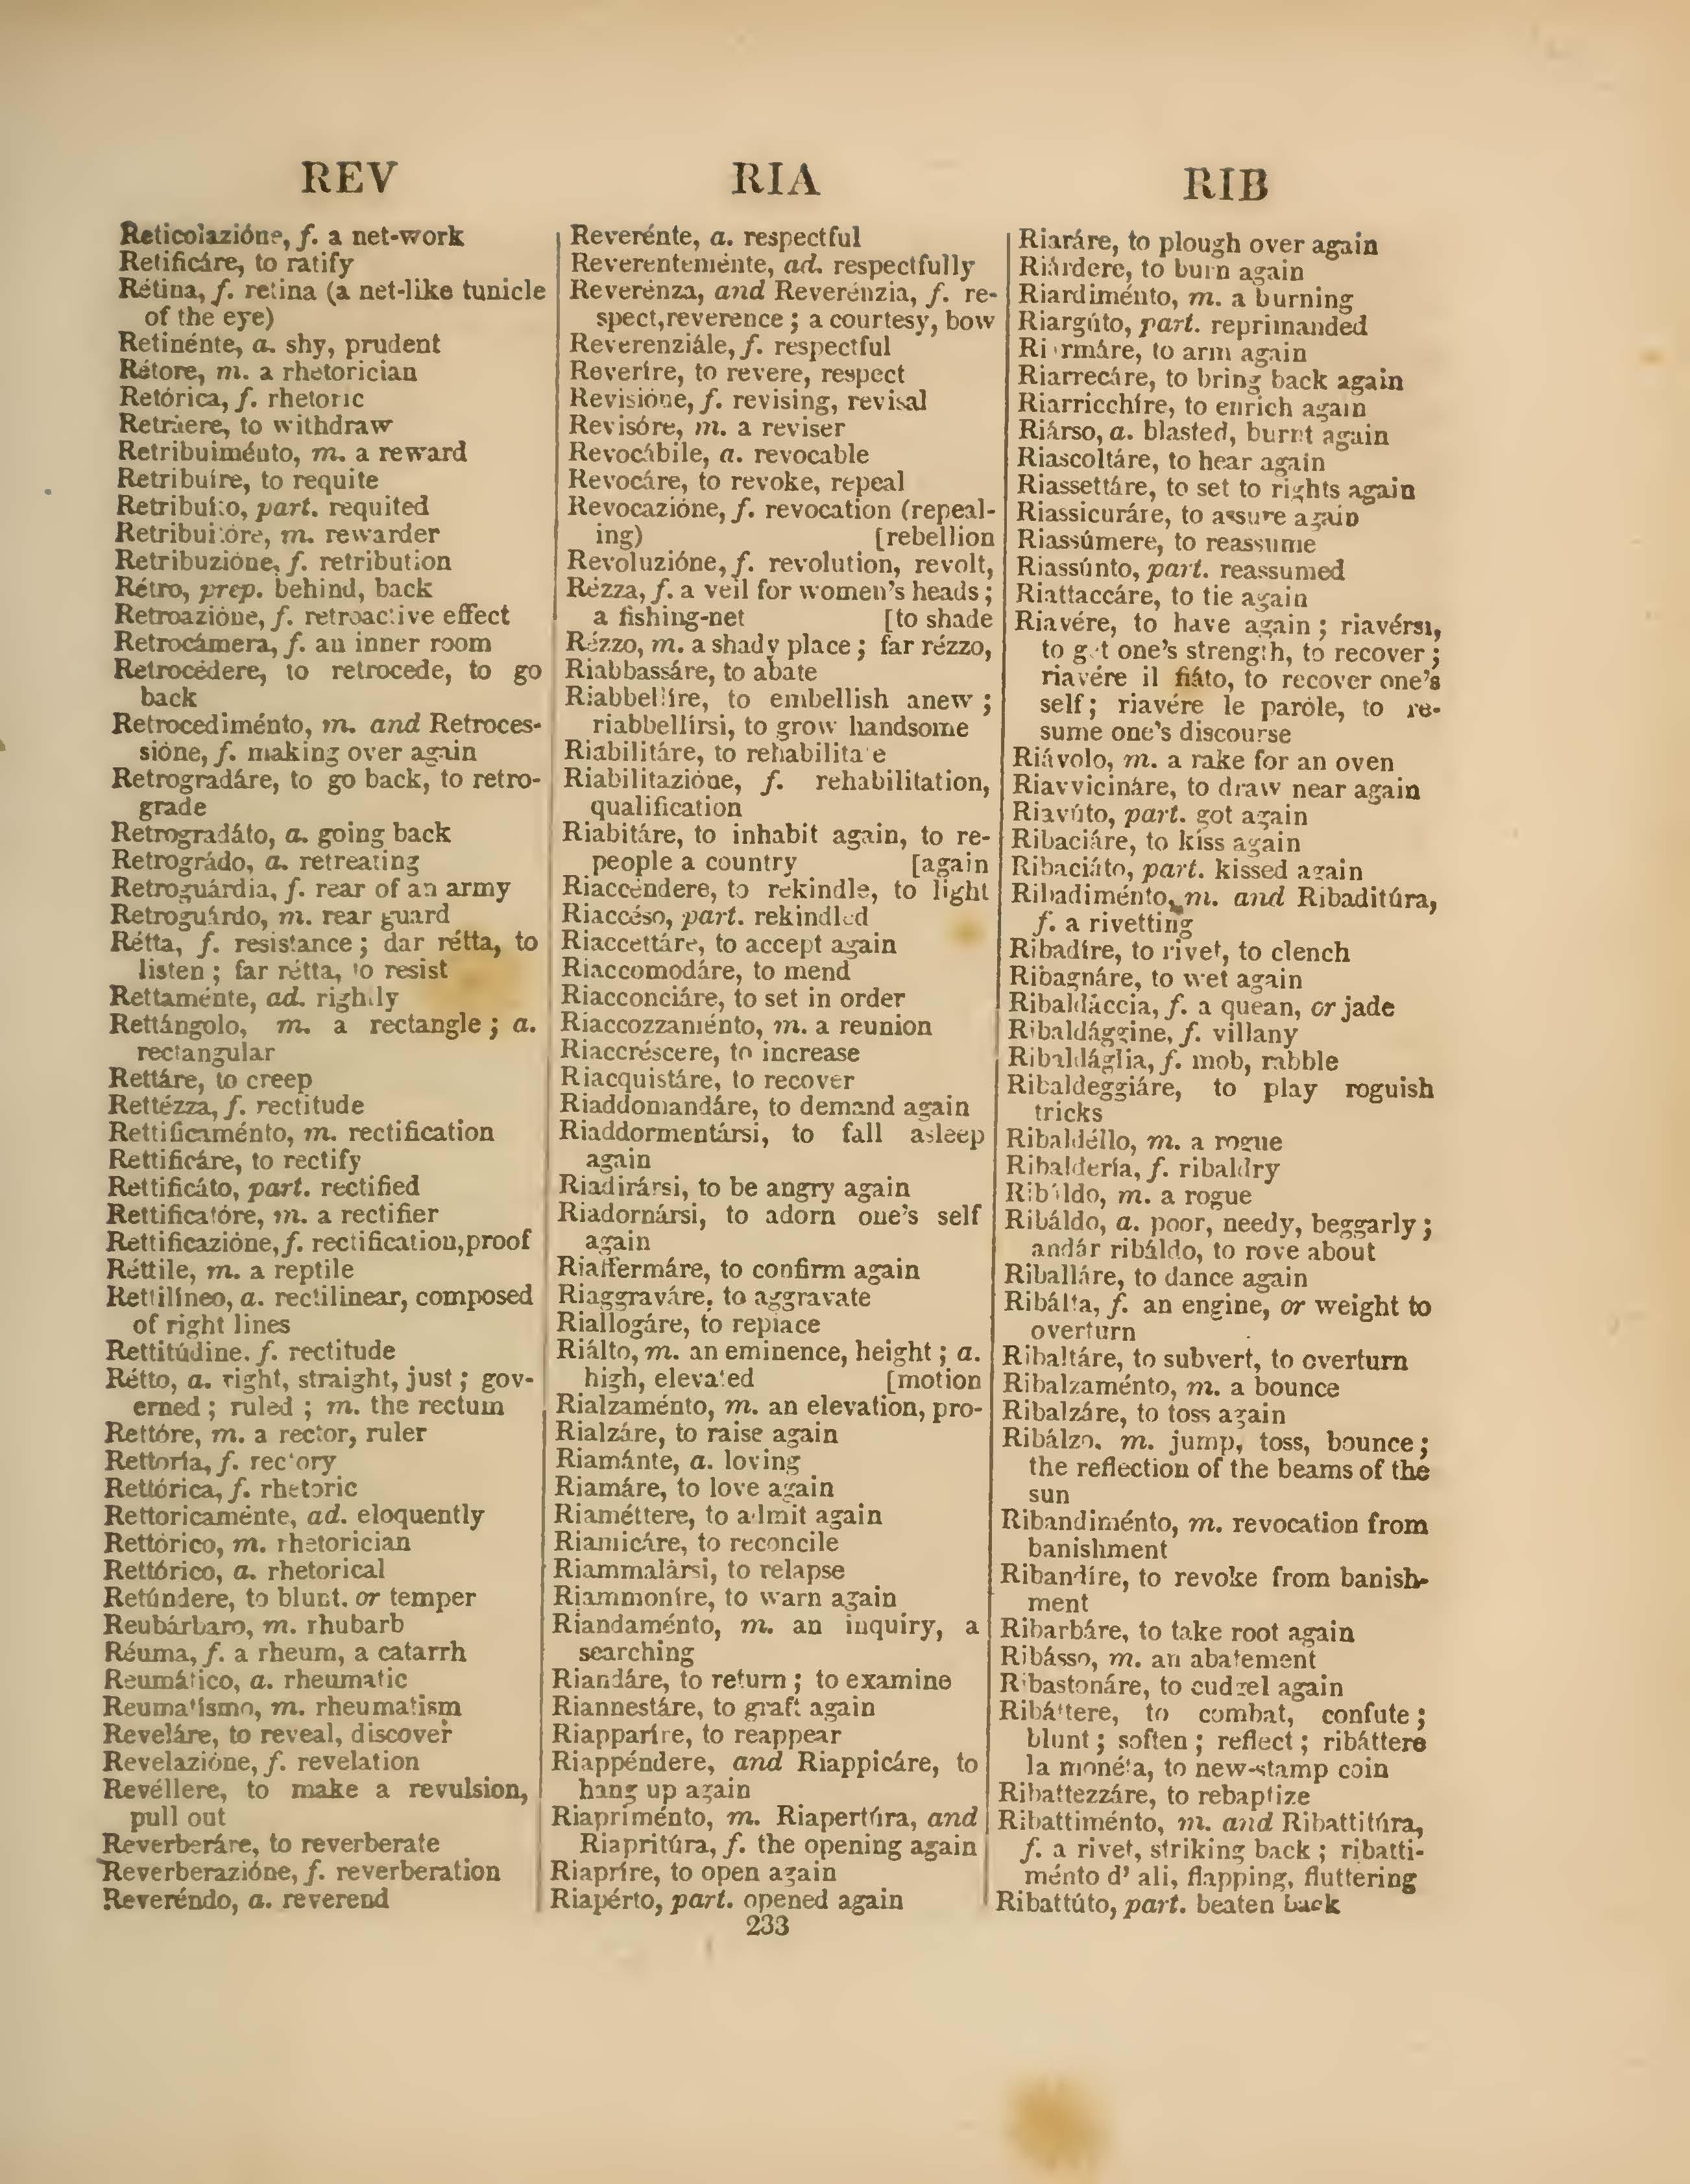 REV
Reticolazióne, f. a net-work
Retificáre, to ratify
Rétina, f. retina (a net-like tunicle
of the eye)
Retinénte, a. shy, prudent
Rétore, m. a rhetorician
Retórica, f. rhetoric
Retráere, to withdraw
Retribuiménto, m. a reward
Retribuíre, to requite
Retribuíto, part. requited
Retribuitóre, m. rewarder
Retribuzióne, f. retribution
Rétro, prep. behind, back
Retroazióne, f. retroactive effect
Retrocámera, f. an inner room
Retrocédere, to retrocede, to go
back
Retrocediménto, m. and Retroces-
sióne, f. making over again
Retrogradáre, to go back, to retro-
grade
Retrogradáto, a. going back
Retrográdo, a. retreating
Retroguárdia, f. rear of an army
Retroguárdo, m. rear guard
Rétta, f. resistance ; dar rétta, to
listen ; far rétta, to resist
Rettaménte, ad. rightly
Rettángolo, m. a rectangle ; a.
rectangular
Rettáre, to creep
Rettézza, f. rectitude
Rettificaménto, m. rectification
Rettificáre, to rectify
Rettificáto, part. rectified
Rettificatóre, m. a rectifier
Rettificazióne, f. rectification, proof
Réttile, m. a reptile
Rettilíneo, a. rectilinear, composed
of right lines
Rettitúdine. f. rectitude
Rétto, a. right, straight, just ; gov-
erned ; ruled ; m. the rectum
Rettóre, m. a rector, ruler
Rettoría, f. rectory
Rettórica, f. rhetoric
Rettoricaménte, ad. eloquently
Rettórico, m. rhetorician
Rettórico, a. rhetorical
Retúndere, to blunt. or temper
Reubárbaro, m. rhubarb
Réuma, f. a rheum, a catarrh
Reumático, a. rheumatic
Reumatísmo, m. rheumatism
Reveláre, to reveal, discover
Revelazióne, f. revelation
Revéllere, to make a revulsion,
pull out
Reverberáre, to reverberate
Reverberazióne, f. reverberation
Reveréndo, a. reverend
RIA
Reverénte, a. respectful
Reverenteménte, ad. respectfully
Reverénza, and Reverénzia, f. re-
spect, reverence ; a courtesy, bow
Reverenziále, f. respectful
Reveríre, to revere, respect
Revisióne, f. revising, revisal
Revisóre, m. a reviser
Revocábile, a. revocable
Revocáre, to revoke, repeal
Revocazióne, f. revocation (repeal-
ing) [rebellion
Revoluzióne, f. revolution, revolt,
Rézza, f. a veil for women's heads ;
a fishing-net [to shade
Rézzo, m. a shady place ; far rézzo,
Riabbassáre, to abate
Riabbellíre, to embellish anew ;
riabbellírsi, to grow handsome
Riabilitáre, to rehabilitate
Riabilitazióne, f. rehabilitation,
qualification
Riabitáre, to inhabit again, to re-
people a country [again
Riaccéndere, to rekindle, to light
Riaccéso, part. rekindled
Riaccettáre, to accept again
Riaccomodáre, to mend
Riacconciáre, to set in order
Riaccozzaménto, m. a reunion
Riaccréscere, to increase
Riacquistáre, to recover
Riaddomandáre, to demand again
Riaddormentársi, to fall asleep
again
Riadirársi, to be angry again
Riadornársi, to adorn one's self
again
Riaffermáre, to confirm again
Riaggraváre, to aggravate
Riallogáre, to replace
Riálto, m. an eminence, height ; a.
high, elevated [motion
Rialzaménto, m. an elevation, pro-
Rialzáre, to raise again
Riamánte, a. loving
Riamáre, to love again
Riaméttere, to admit again
Riamicáre, to reconcile
Riammalársi, to relapse
Riammoníre, to warn again
Riandaménto, m. an inquiry, a
searching
Riandáre, to return ; to examine
Riannestáre, to graft again
Riapparíre, to reappear
Riappéndere, and Riappicáre, to
hang up again
Riapriménto, m. Riapertúra, and
Riapritúra, f. the opening again
Riapríre, to open again
Riapérto, part. opened again
RIB
Riaráre, to plough over again
Riárdere, to burn again
Riardiménto, m. a burning
Riargúto, part. reprimanded
Riarmáre, to arm again
Riarrecáre, to bring back again
Riarricchíre, to enrich again
Riárso, a. blasted, burnt again
Riascoltáre, to hear again
Riassettáre, to set to rights again
Riassicuráre, to assure again
Riassúmere, to reassume
Riassúnto, part. reassumed
Riattaccáre, to tie again
Riavére, to have again ; riavérsi,
to get one's strength, to recover ;
riavére il fiáto, to recover one's
self ; riavére le paróle, to re-
sume one's discourse
Riávolo, m. a rake for an oven
Riavvicináre, to draw near again
Riavúto, part. got again
Ribaciáre, to kiss again
Ribaciáto, part. kissed again
Ribadiménto, m. and Ribaditúra,
f. a rivetting
Ribadíre, to rivet, to clench
Ribagnáre, to wet again
Ribaldáccia, f. a quean, or jade
Ribaldággine, f. villany
Ribaldáglia, f. mob, rabble
Ribaldeggiáre, to play roguish
tricks
Ribaldéllo, m. a rogue
Ribaldería, f. ribaldry
Ribáldo, m. a rogue
Ribáldo, a. poor, needy, beggarly ;
andár ribáldo, to rove about
Riballáre, to dance again
Ribálta, f. an engine, or weight to
overturn
Ribaltáre, to subvert, to overturn
Ribalzaménto, m. a bounce
Ribalzáre, to toss again
Ribálzo. m. jump, toss, bounce ;
the reflection of the beams of the
sun
Ribandiménto, m. revocation from
banishment
Ribandíre, to revoke from banish-
ment
Ribarbáre, to take root again
Ribásso, m. an abatement
Ribastonáre, to cudgel again
Ribáttere, to combat, confute ;
blunt ; soften ; reflect ; ribáttere
la monéta, to new-stamp coin
Ribattezzáre, to rebaptize
Ribattiménto, m. and Ribattitúra,
f. a rivet, striking back ; ribatti-
ménto d' ali, flapping, fluttering
Ribattúto, part. beaten back
233